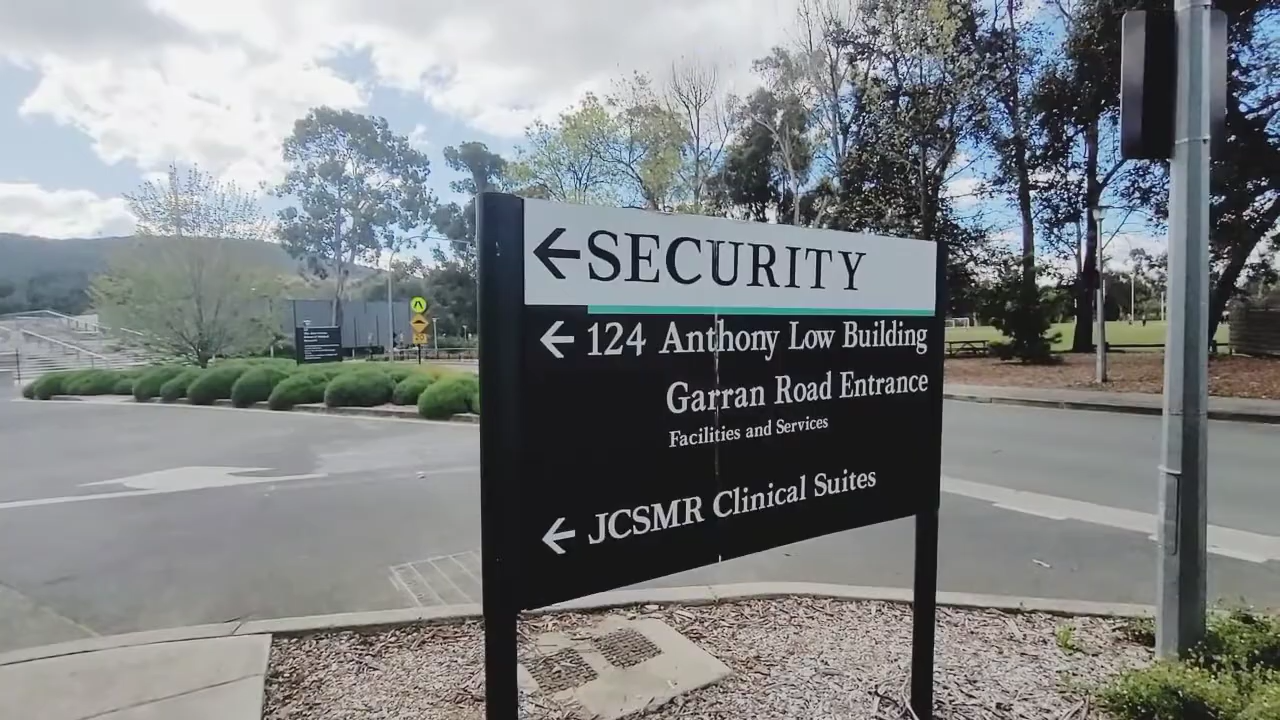 ← SECURITY
← 124 Anthony Low Building
Garran Road Entrance
Facilities and Services
← JCSMR Clinical Suites